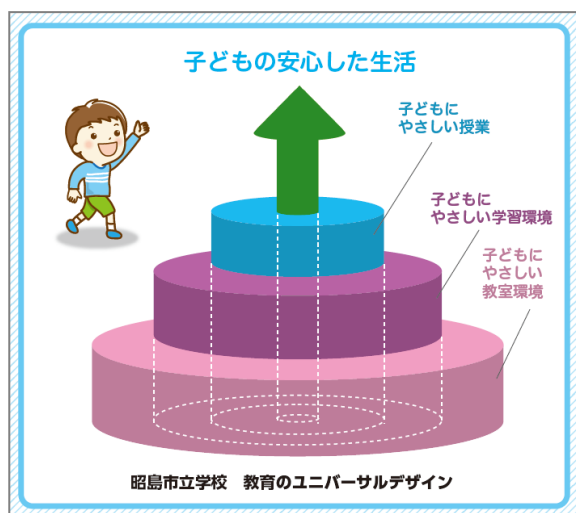 子どもの安心した生活
子どもに
やさしい授業
子どもに
やさしい学習環境
子どもに
やさしい
教室環境
昭島市立学校　教育のユニバーサルデザイン